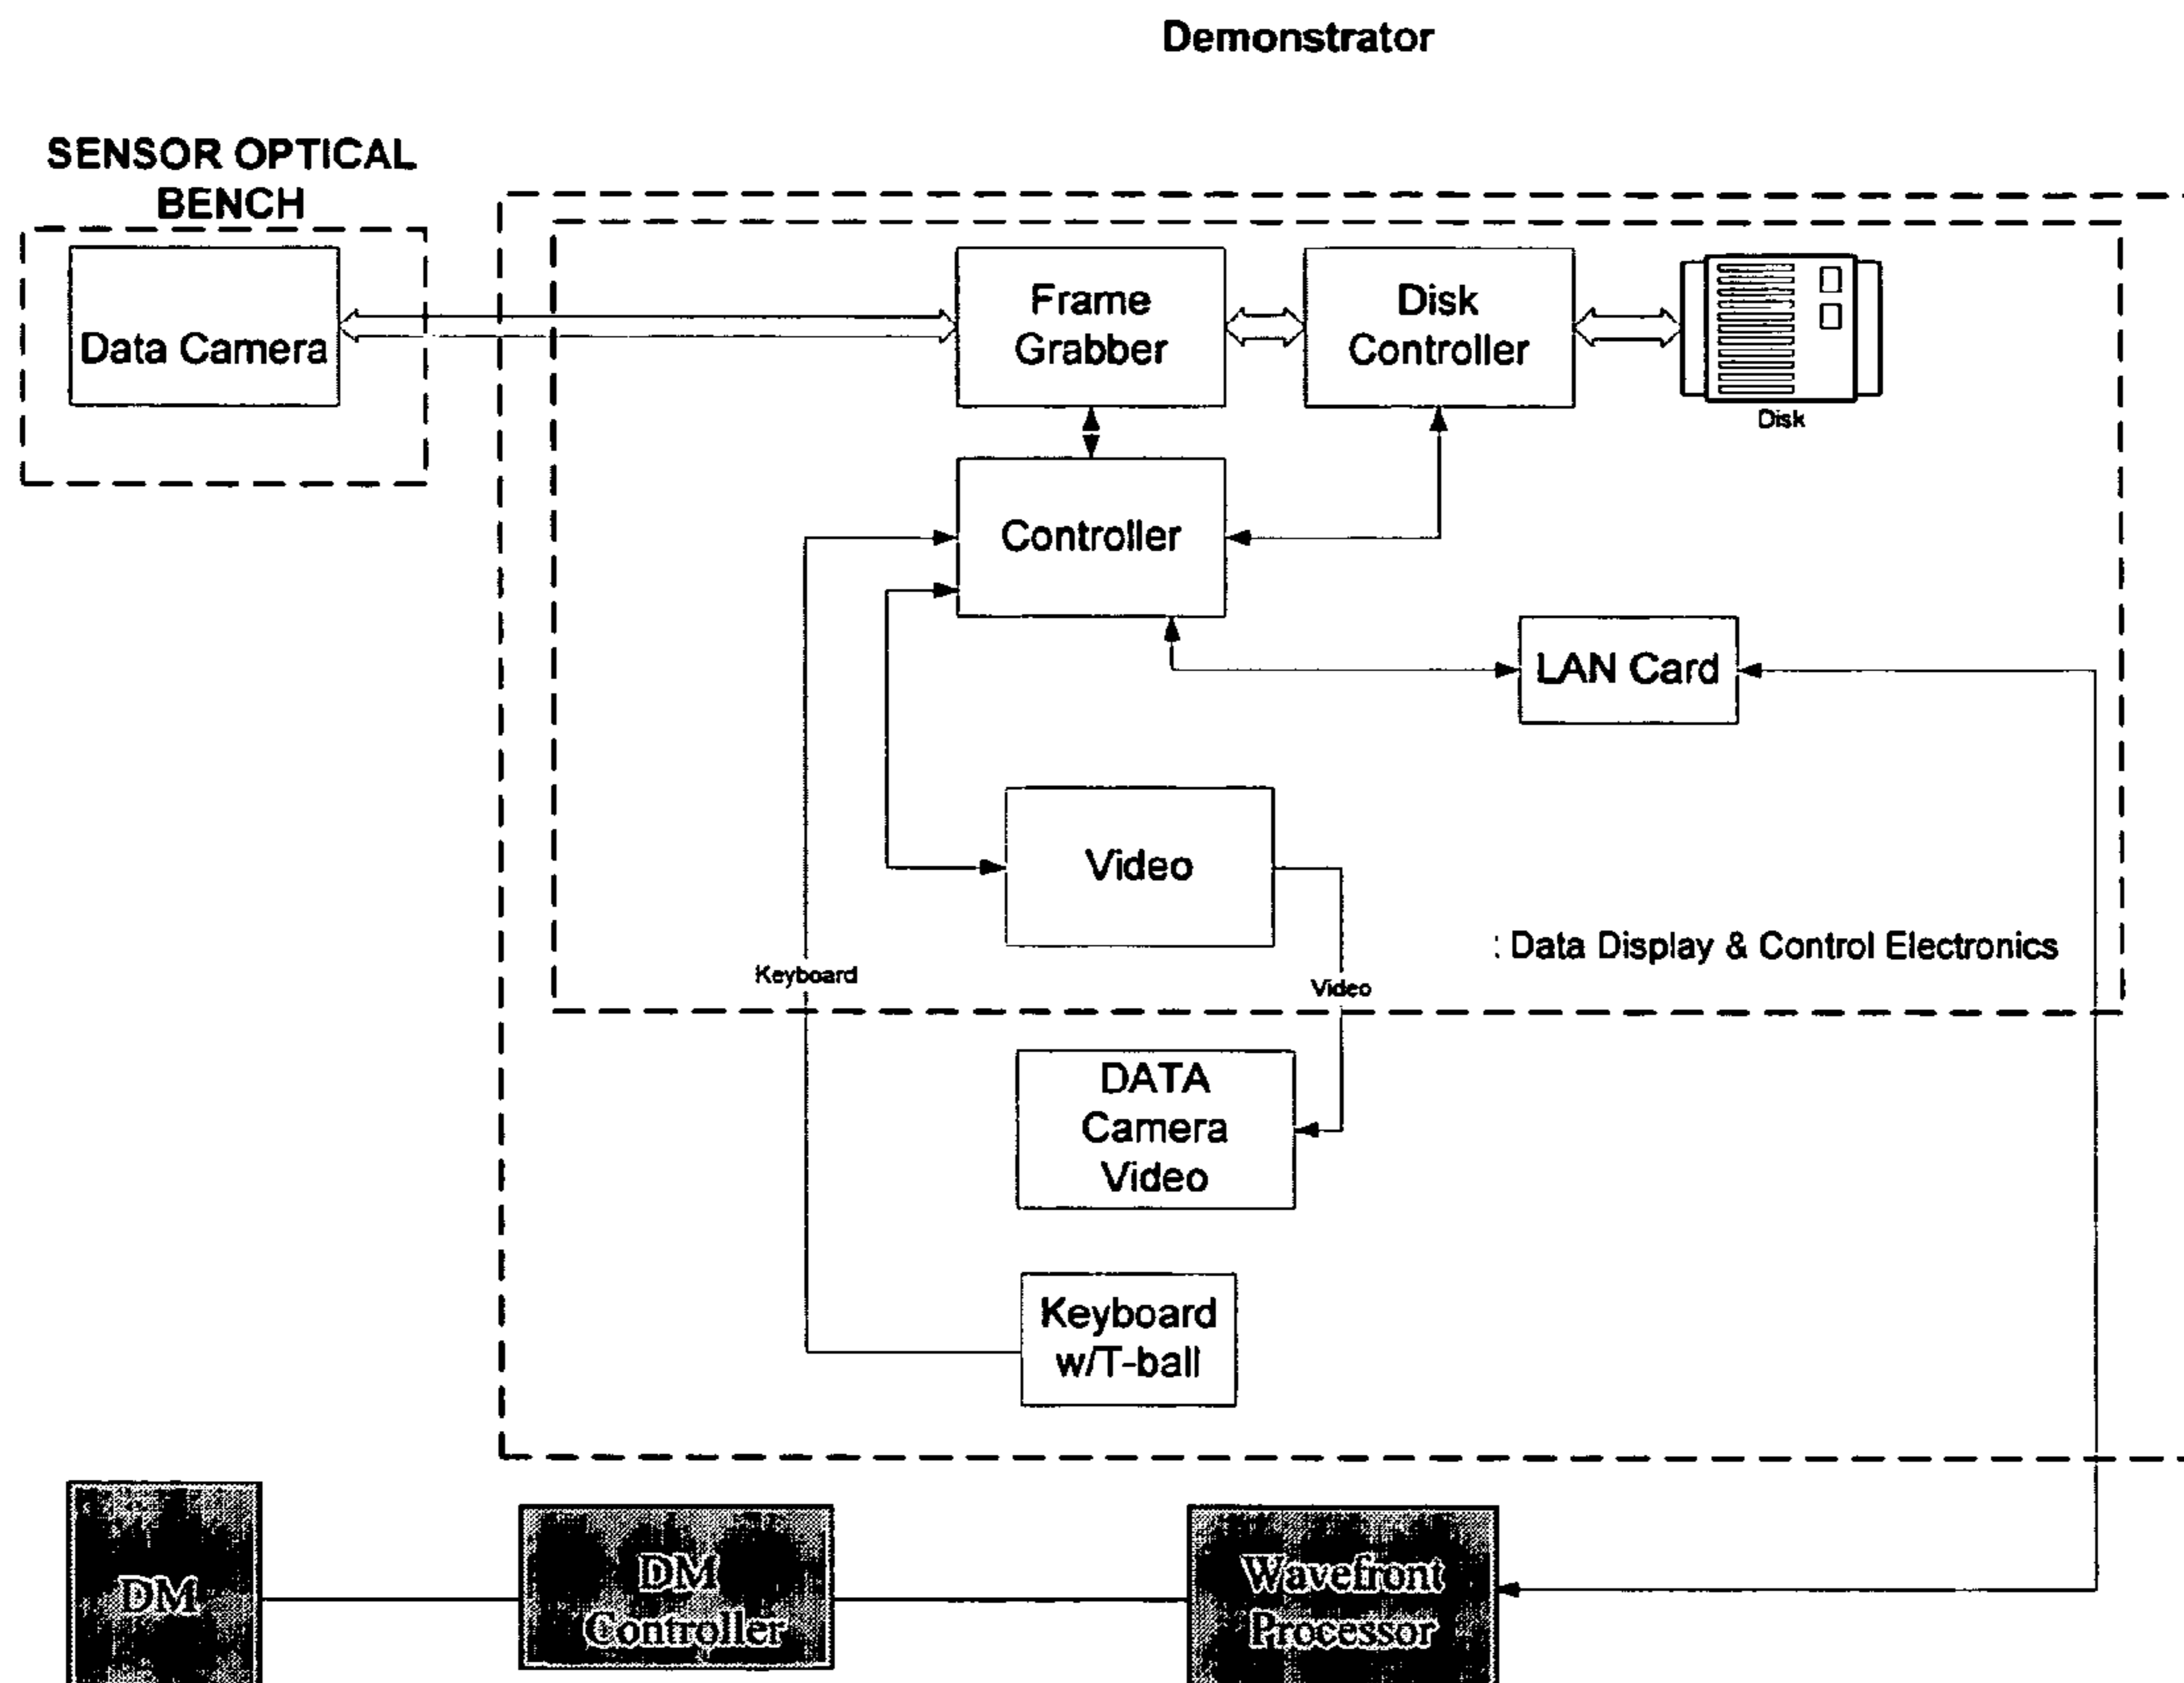 Demonstrator
SENSOR OPTICAL
BENCH
Data Camera
Frame
Grabber
Disk
Controller
Disk
Controller
LAN Card
Video
: Data Display & Control Electronics
Keyboard
Video
DATA
Camera
Video
Keyboard
w/T-ball
DM
DM
Controller
Wavefront
Processor